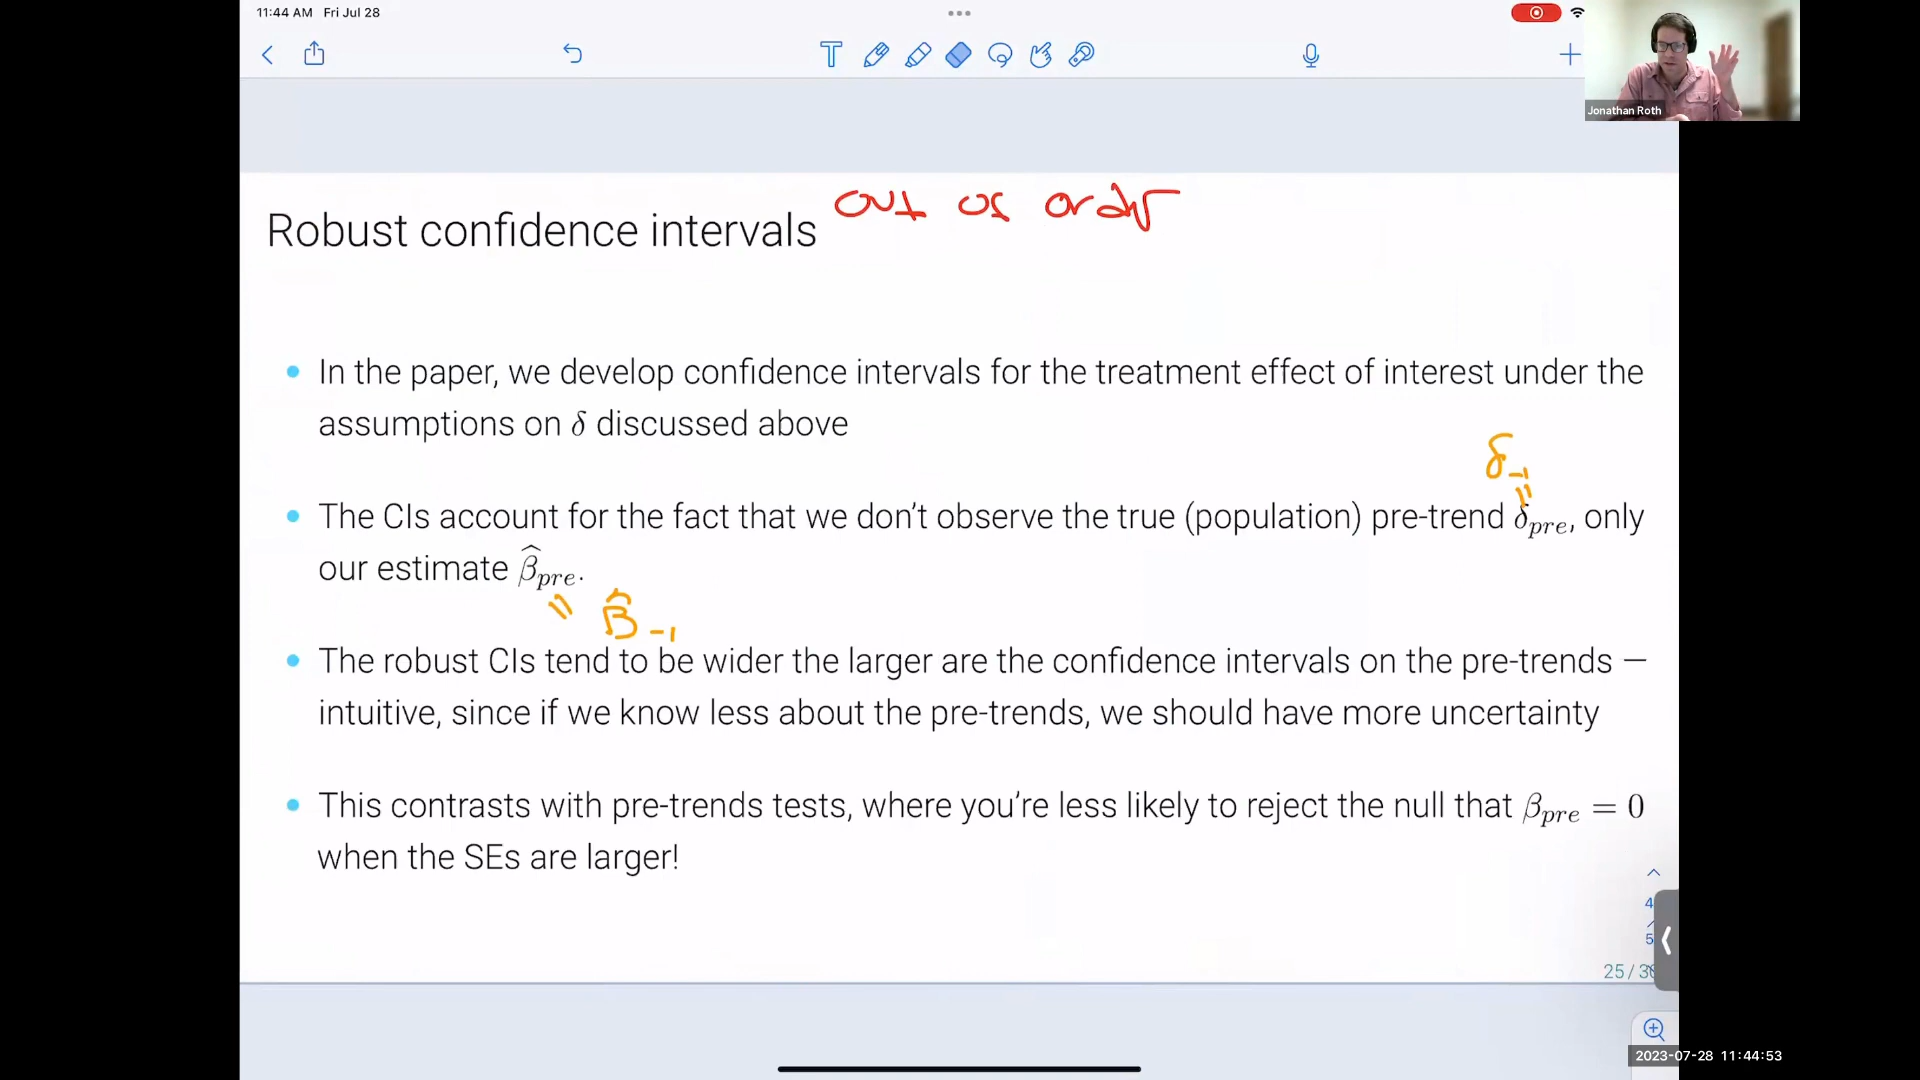 11:44 AM Fri Jul 28
Jonathan Roth
out of order
Robust confidence intervals
• In the paper, we develop confidence intervals for the treatment effect of interest under the
assumptions on δ discussed above
δ₋₁
"
• The CIs account for the fact that we don't observe the true (population) pre-trend δ_pre, only
our estimate β̂_pre.
" β̂₋₁
• The robust CIs tend to be wider the larger are the confidence intervals on the pre-trends —
intuitive, since if we know less about the pre-trends, we should have more uncertainty
• This contrasts with pre-trends tests, where you're less likely to reject the null that β_pre = 0
when the SEs are larger!
4
5
25 / 3
2023-07-28 11:44:53